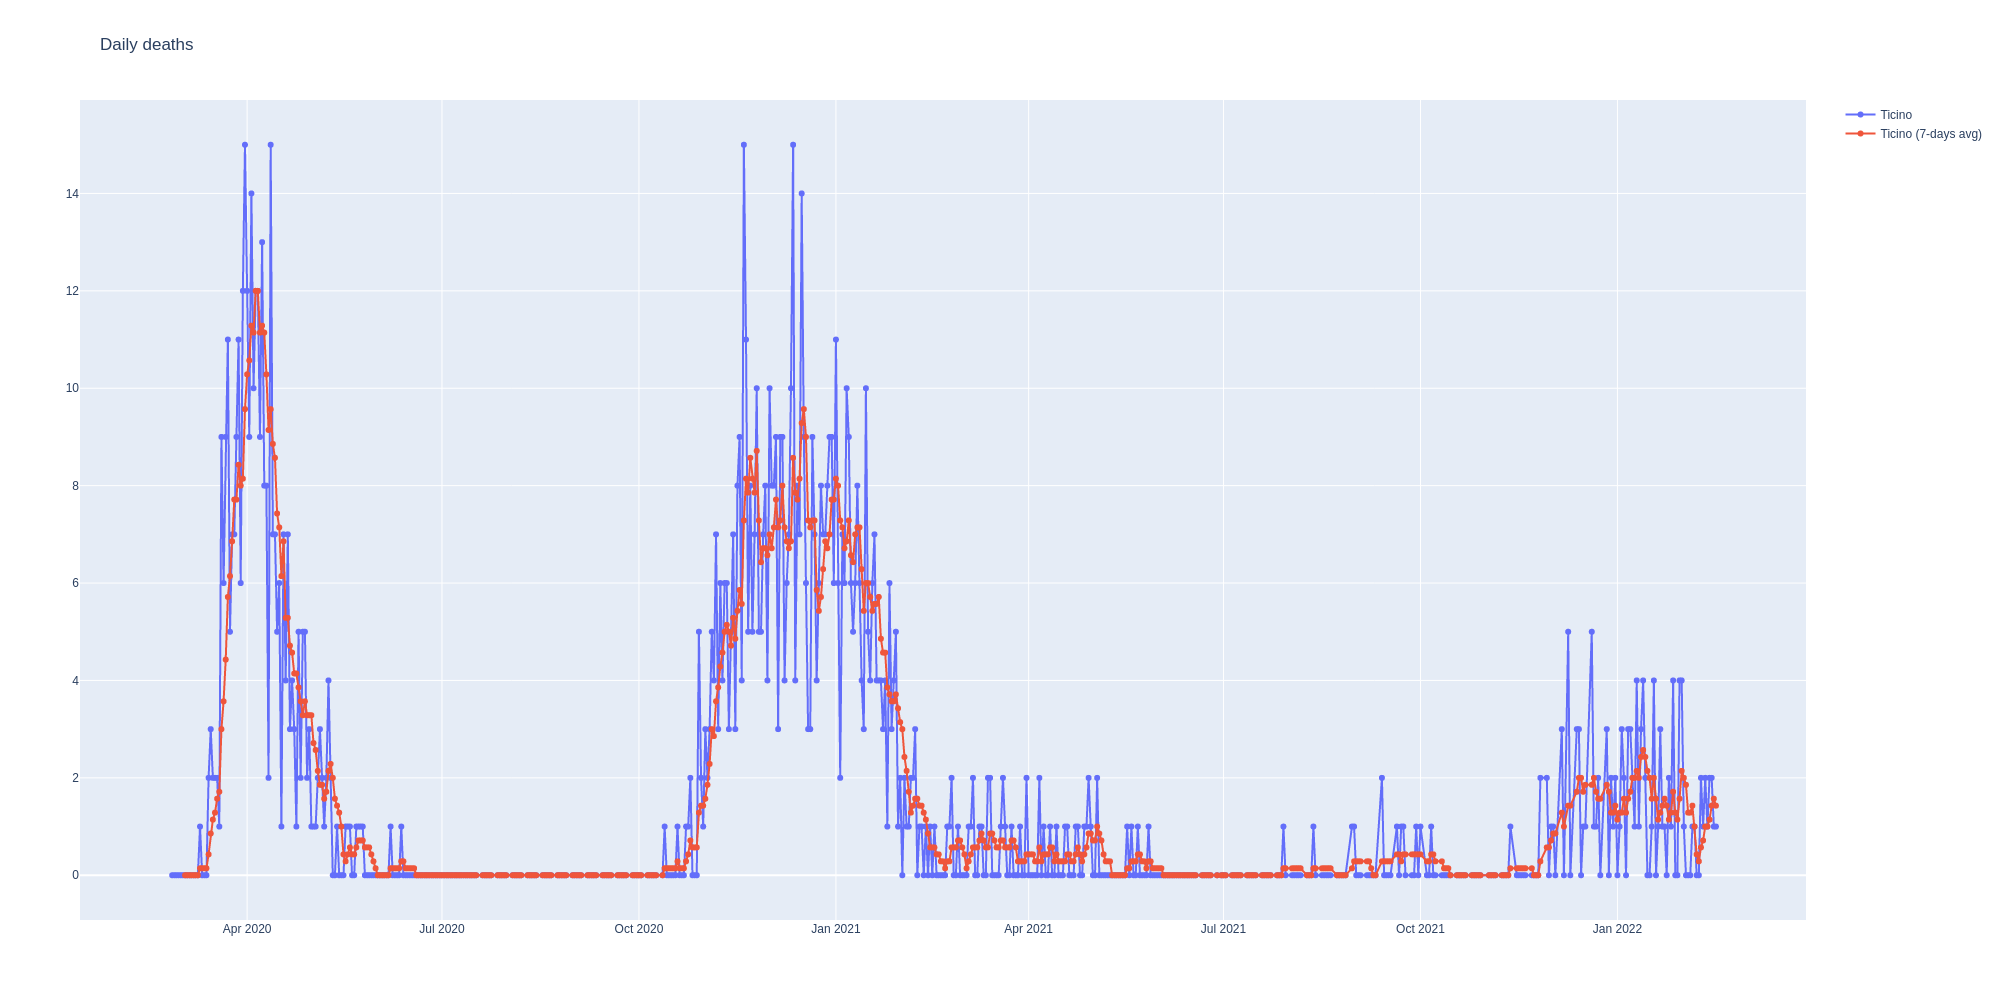 Daily deaths
Ticino
Ticino (7-days avg)
14
12
10
8
6
4
2
0
Apr 2020
Jul 2020
Oct 2020
Jan 2021
Apr 2021
Jul 2021
Oct 2021
Jan 2022